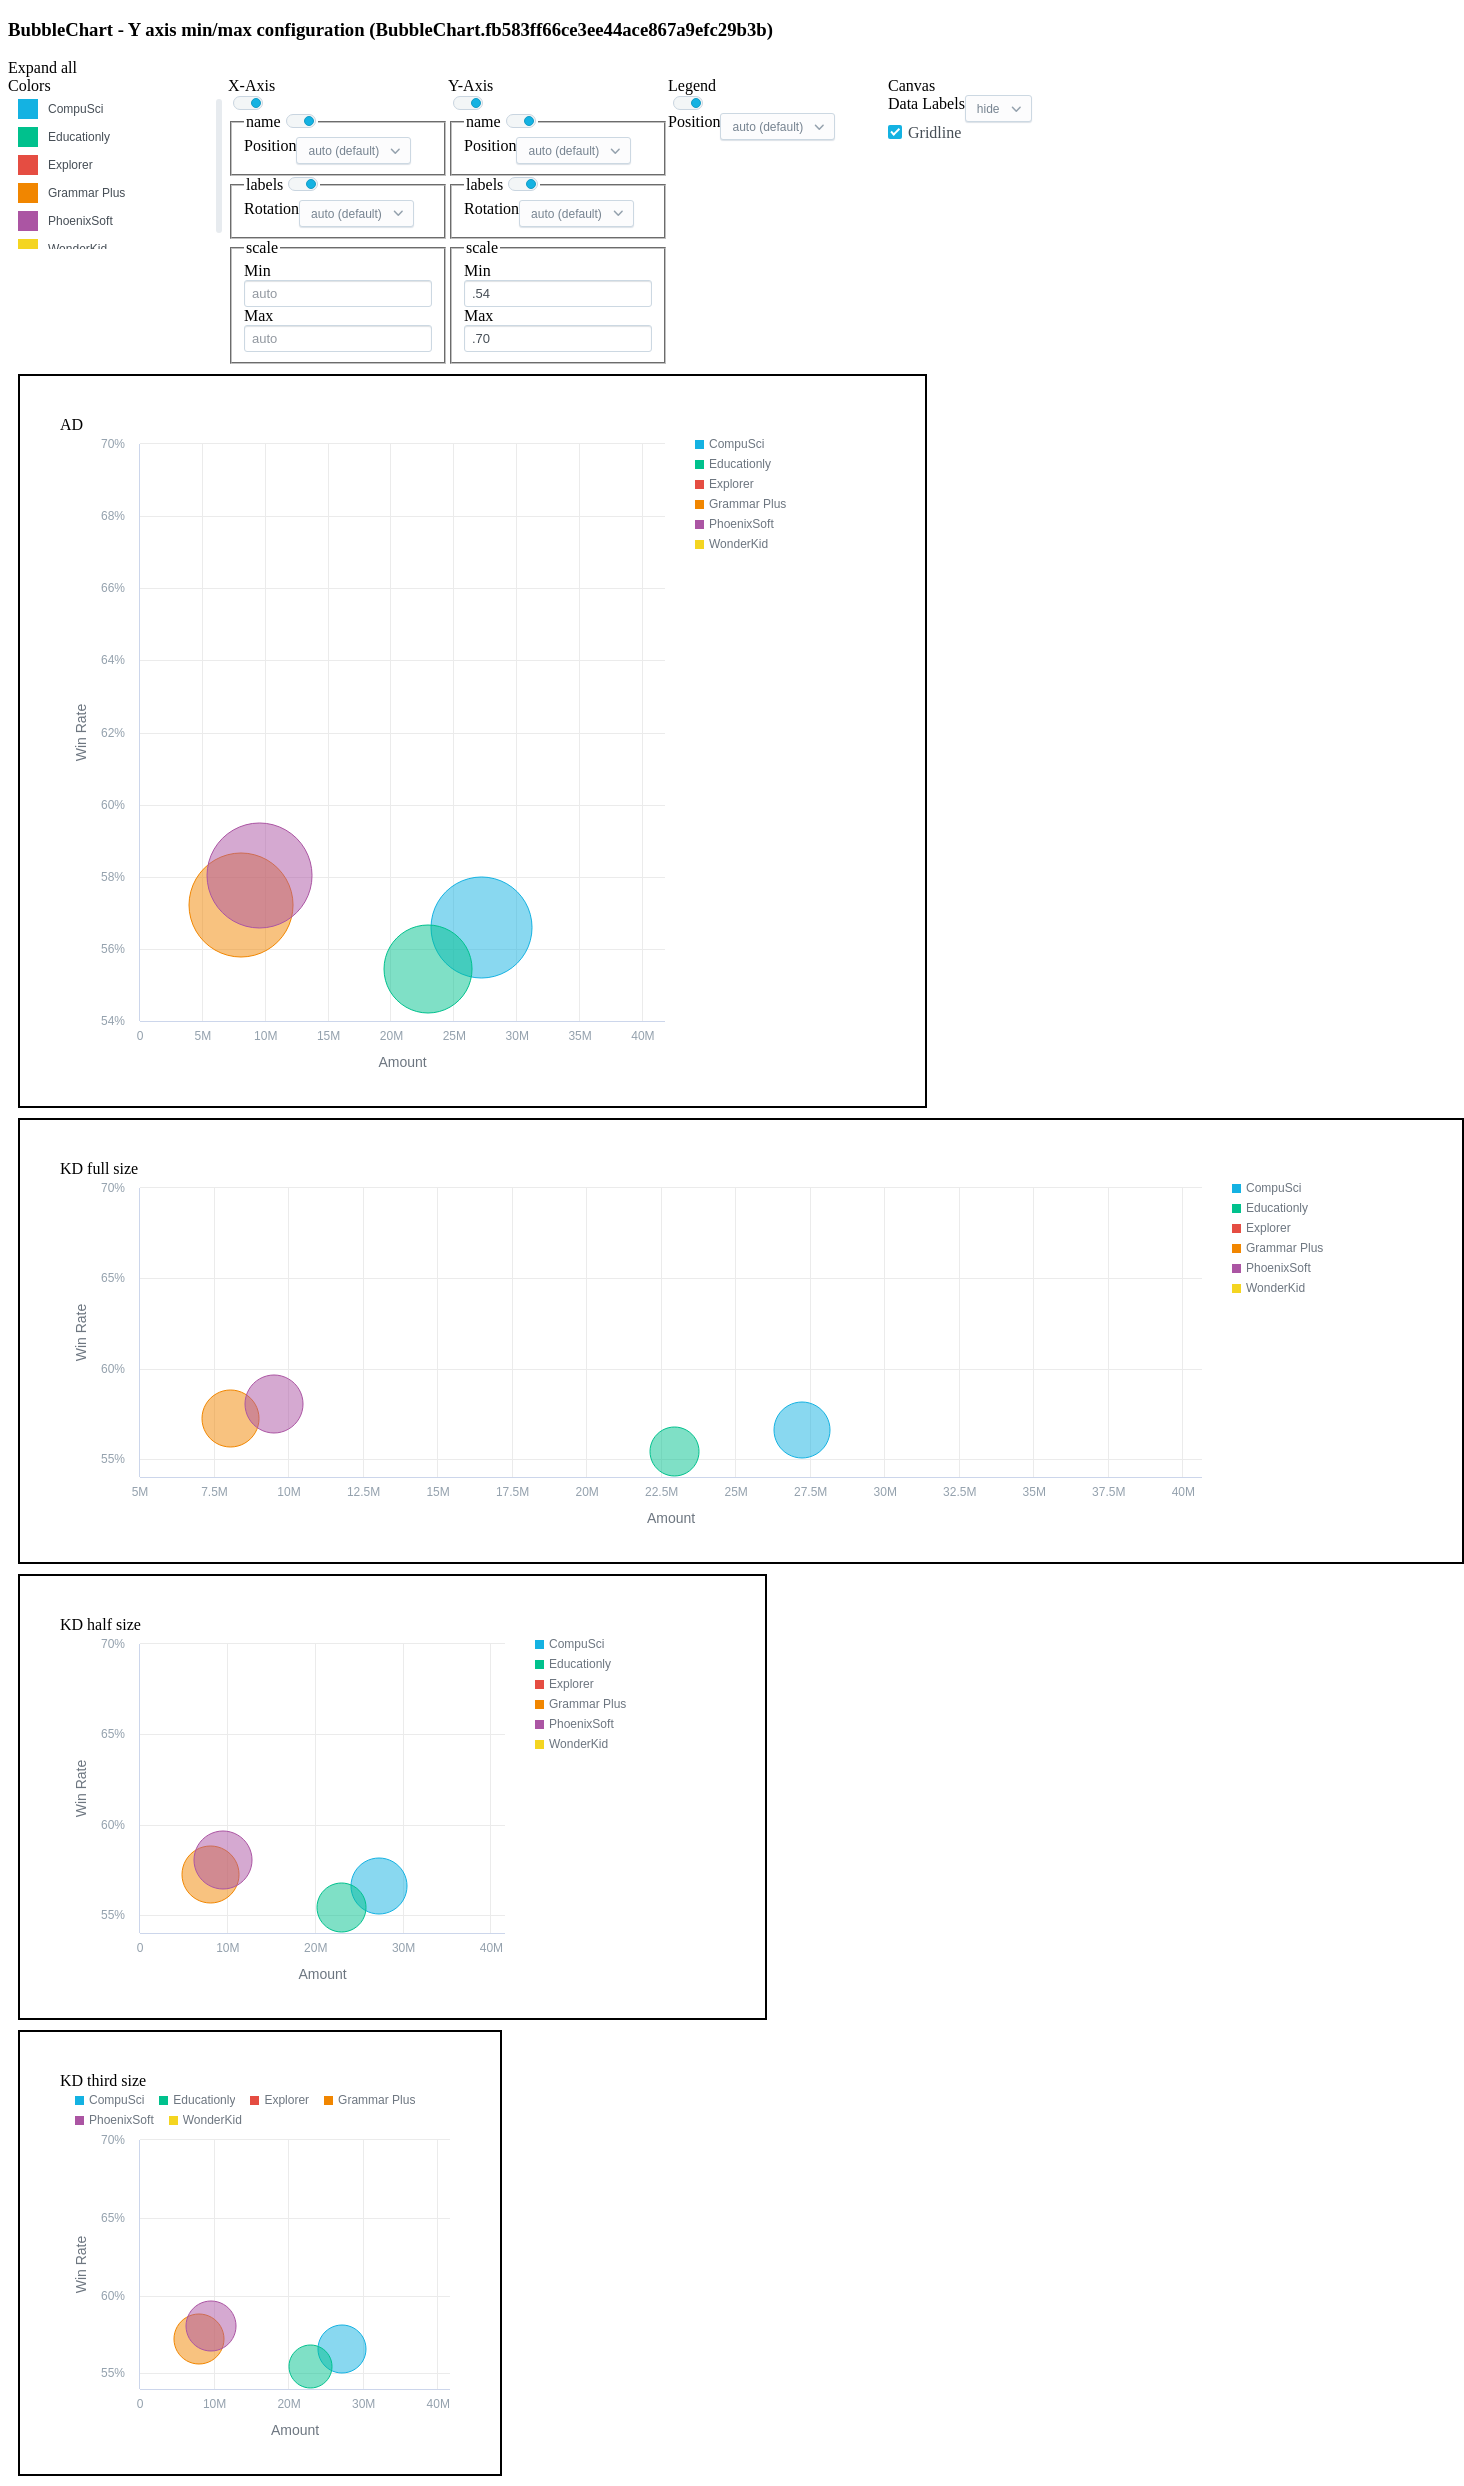 BubbleChart - Y axis min/max configuration (BubbleChart.fb583ff66ce3ee44ace867a9efc29b3b)
Expand all
Colors
CompuSci
Educationly
Explorer
Grammar Plus
PhoenixSoft
WonderKid
X-Axis
name
Position auto (default)
labels
Rotation auto (default)
scale
Min
auto
Max
auto
Y-Axis
name
Position auto (default)
labels
Rotation auto (default)
scale
Min
.54
Max
.70
Legend
Position auto (default)
Canvas
Data Labels hide
Gridline
AD
70%
68%
66%
64%
62%
60%
58%
56%
54%
Win Rate
0 5M 10M 15M 20M 25M 30M 35M 40M
Amount
CompuSci
Educationly
Explorer
Grammar Plus
PhoenixSoft
WonderKid
KD full size
70%
65%
60%
55%
Win Rate
5M 7.5M 10M 12.5M 15M 17.5M 20M 22.5M 25M 27.5M 30M 32.5M 35M 37.5M 40M
Amount
CompuSci
Educationly
Explorer
Grammar Plus
PhoenixSoft
WonderKid
KD half size
70%
65%
60%
55%
Win Rate
0 10M 20M 30M 40M
Amount
CompuSci
Educationly
Explorer
Grammar Plus
PhoenixSoft
WonderKid
KD third size
CompuSci Educationly Explorer Grammar Plus
PhoenixSoft WonderKid
70%
65%
60%
55%
Win Rate
0 10M 20M 30M 40M
Amount